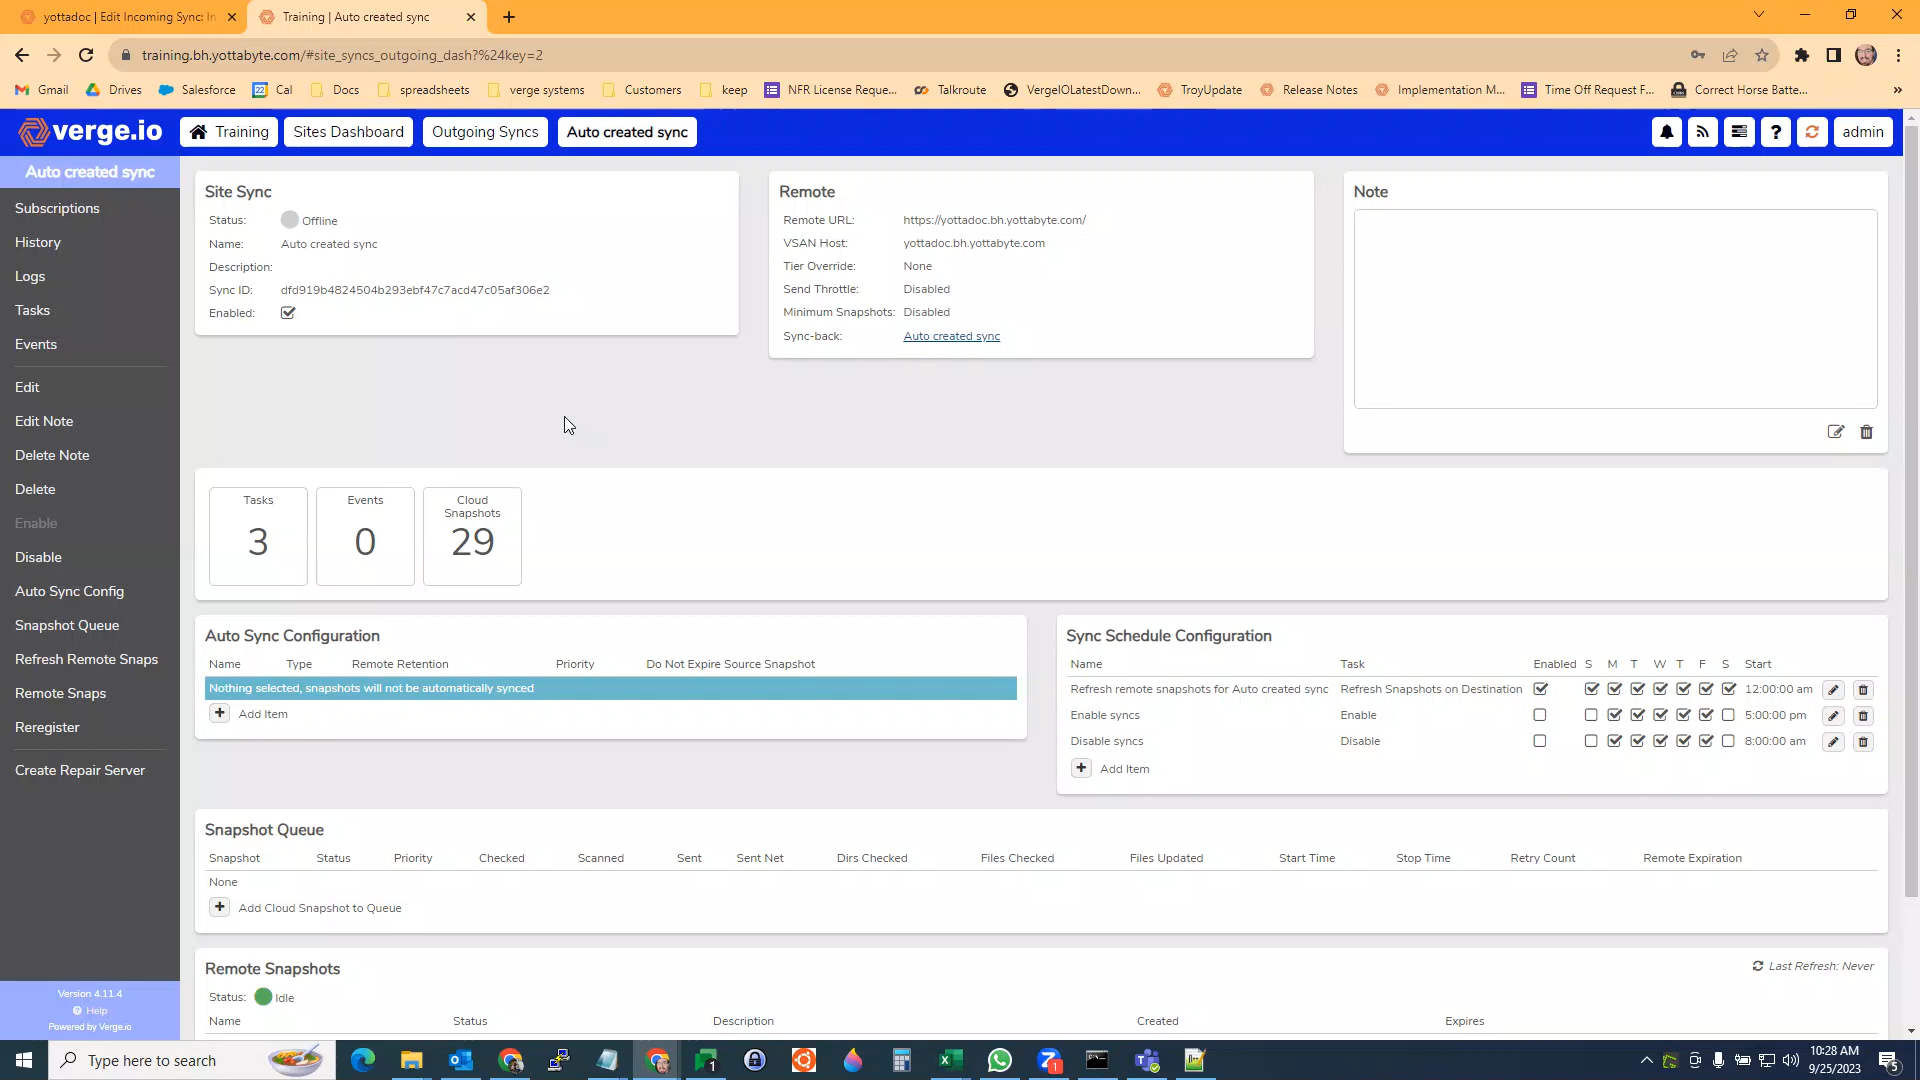 yottadoc | Edit Incoming Sync: In
Training | Auto created sync
training.bh.yottabyte.com/#site_syncs_outgoing_dash?%24key=2
Gmail Drives Salesforce Cal Docs spreadsheets verge systems Customers keep NFR License Reque... Talkroute VergeIOLatestDown... TroyUpdate Release Notes Implementation M... Time Off Request F... Correct Horse Batte... »
verge.io Training Sites Dashboard Outgoing Syncs Auto created sync ? admin
Auto created sync
Subscriptions
History
Logs
Tasks
Events
Edit
Edit Note
Delete Note
Delete
Enable
Disable
Auto Sync Config
Snapshot Queue
Refresh Remote Snaps
Remote Snaps
Reregister
Create Repair Server
Version 4.11.4
Help
Powered by Verge.io
Site Sync
Status: Offline
Name: Auto created sync
Description:
Sync ID: dfd919b4824504b293ebf47c7acd47c05af306e2
Enabled:
Remote
Remote URL: https://yottadoc.bh.yottabyte.com/
VSAN Host: yottadoc.bh.yottabyte.com
Tier Override: None
Send Throttle: Disabled
Minimum Snapshots: Disabled
Sync-back: Auto created sync
Note
Tasks
3
Events
0
Cloud
Snapshots
29
Auto Sync Configuration
Name Type Remote Retention Priority Do Not Expire Source Snapshot
Nothing selected, snapshots will not be automatically synced
Add Item
Sync Schedule Configuration
Name Task Enabled S M T W T F S Start
Refresh remote snapshots for Auto created sync Refresh Snapshots on Destination 12:00:00 am
Enable syncs Enable 5:00:00 pm
Disable syncs Disable 8:00:00 am
Add Item
Snapshot Queue
Snapshot Status Priority Checked Scanned Sent Sent Net Dirs Checked Files Checked Files Updated Start Time Stop Time Retry Count Remote Expiration
None
Add Cloud Snapshot to Queue
Remote Snapshots
Last Refresh: Never
Status: Idle
Name Status Description Created Expires
Type here to search
10:28 AM
9/25/2023